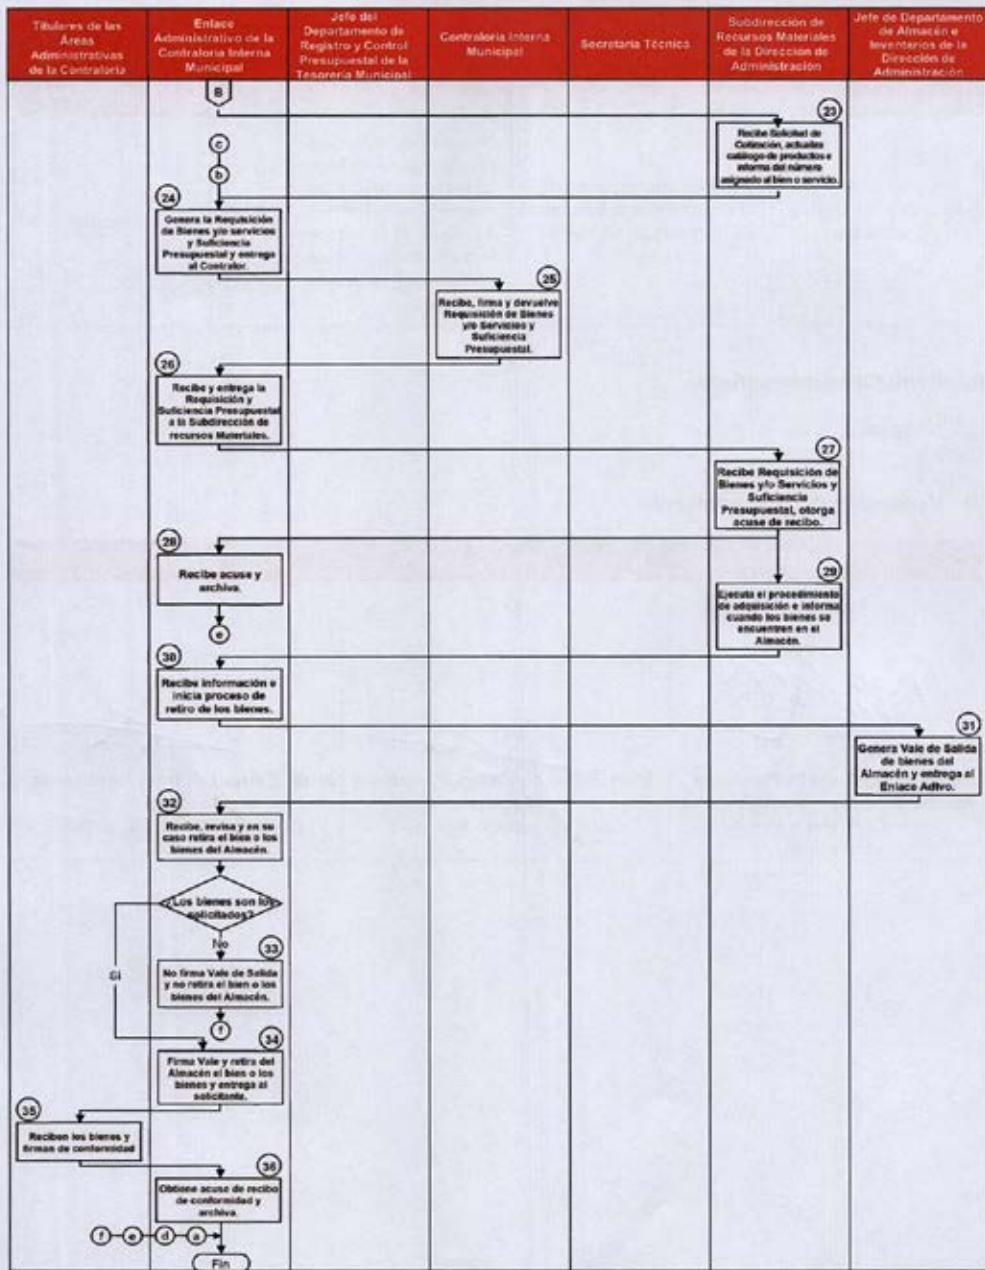 Titulares de las
Áreas
Administrativas
de la Contraloría
Enlace
Administrativo de la
Contraloría Interna
Municipal
Jefe del
Departamento de
Registro y Control
Presupuestal de la
Tesorería Municipal
Contraloría Interna
Municipal
Secretaría Técnica
Subdirección de
Recursos Materiales
de la Dirección de
Administración
Jefe de Departamento
de Almacén e
Inventarios de la
Dirección de
Administración
B
23
Recibe Solicitud de
Cotización, actualiza
catálogo de productos e
informa del número
asignado al bien o servicio.
c
b
24
Genera la Requisición
de Bienes y/o servicios
y Suficiencia
Presupuestal y entrega
al Contralor.
25
Recibe, firma y devuelve
Requisición de Bienes
y/o Servicios y
Suficiencia
Presupuestal.
26
Recibe y entrega la
Requisición y
Suficiencia Presupuestal
a la Subdirección de
recursos Materiales.
27
Recibe Requisición de
Bienes y/o Servicios y
Suficiencia
Presupuestal, otorga
acuse de recibo.
28
Recibe acuse y
archiva.
e
29
Ejecuta el procedimiento
de adquisición e informa
cuando los bienes se
encuentren en el
Almacén.
30
Recibe información e
inicia proceso de
retiro de los bienes.
31
Genera Vale de Salida
de bienes del
Almacén y entrega al
Enlace Adtvo.
32
Recibe, revisa y en su
caso retira el bien o los
bienes del Almacén.
¿Los bienes son los
solicitados?
No
Si
33
No firma Vale de Salida
y no retira el bien o los
bienes del Almacén.
f
34
Firma Vale y retira del
Almacén el bien o los
bienes y entrega al
solicitante.
35
Reciben los bienes y
firman de conformidad
36
Obtiene acuse de recibo
de conformidad y
archiva.
f e d a
Fin